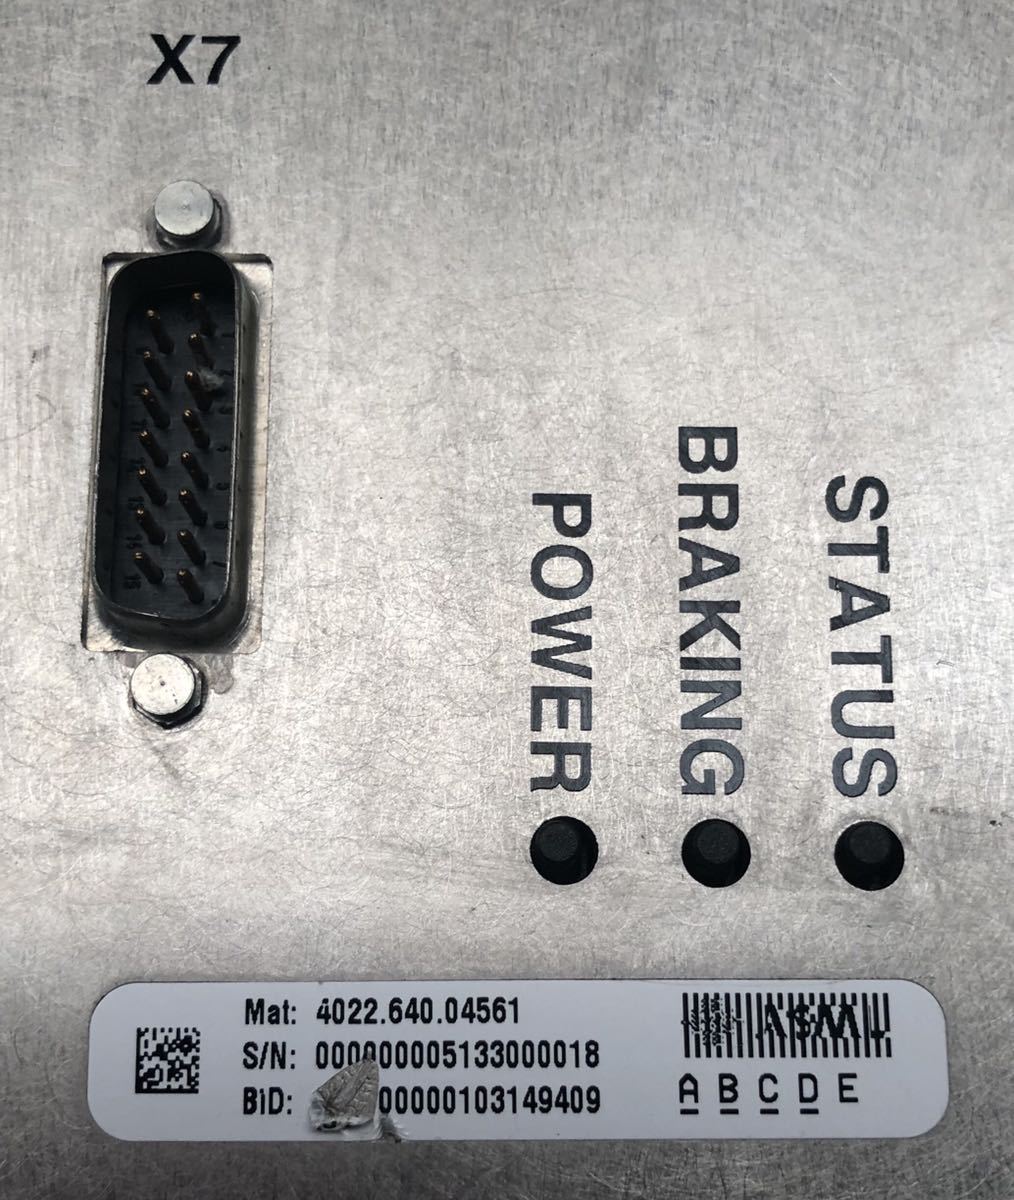 X7
POWER
BRAKING
STATUS
Mat: 4022.640.04561
S/N: 000000005133000018
BID: 00000103149409
ASML
A B C D E